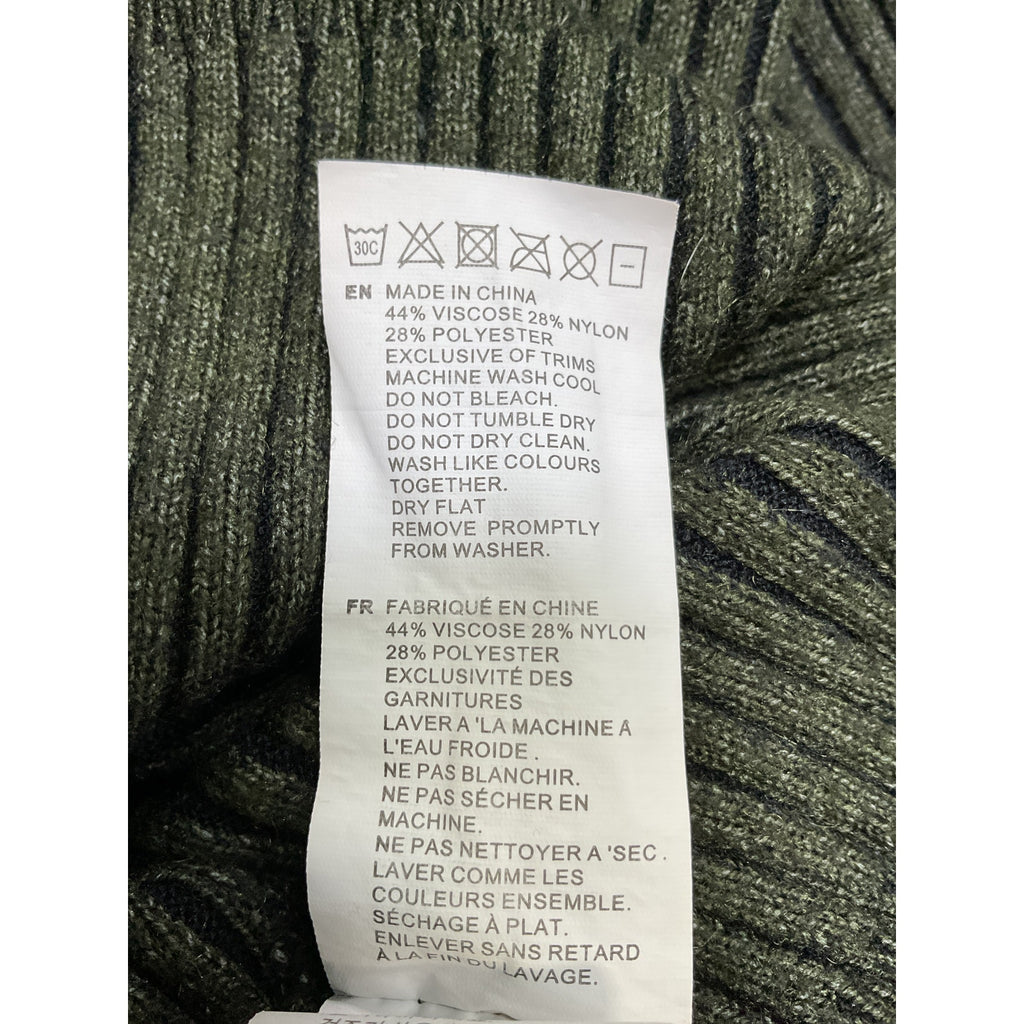 30C
EN MADE IN CHINA
44% VISCOSE 28% NYLON
28% POLYESTER
EXCLUSIVE OF TRIMS
MACHINE WASH COOL
DO NOT BLEACH.
DO NOT TUMBLE DRY
DO NOT DRY CLEAN.
WASH LIKE COLOURS
TOGETHER.
DRY FLAT
REMOVE PROMPTLY
FROM WASHER.
FR FABRIQUÉ EN CHINE
44% VISCOSE 28% NYLON
28% POLYESTER
EXCLUSIVITÉ DES
GARNITURES
LAVER A 'LA MACHINE A
L'EAU FROIDE .
NE PAS BLANCHIR.
NE PAS SÉCHER EN
MACHINE.
NE PAS NETTOYER A 'SEC .
LAVER COMME LES
COULEURS ENSEMBLE.
SÉCHAGE À PLAT.
ENLEVER SANS RETARD
À LA FIN DU LAVAGE.